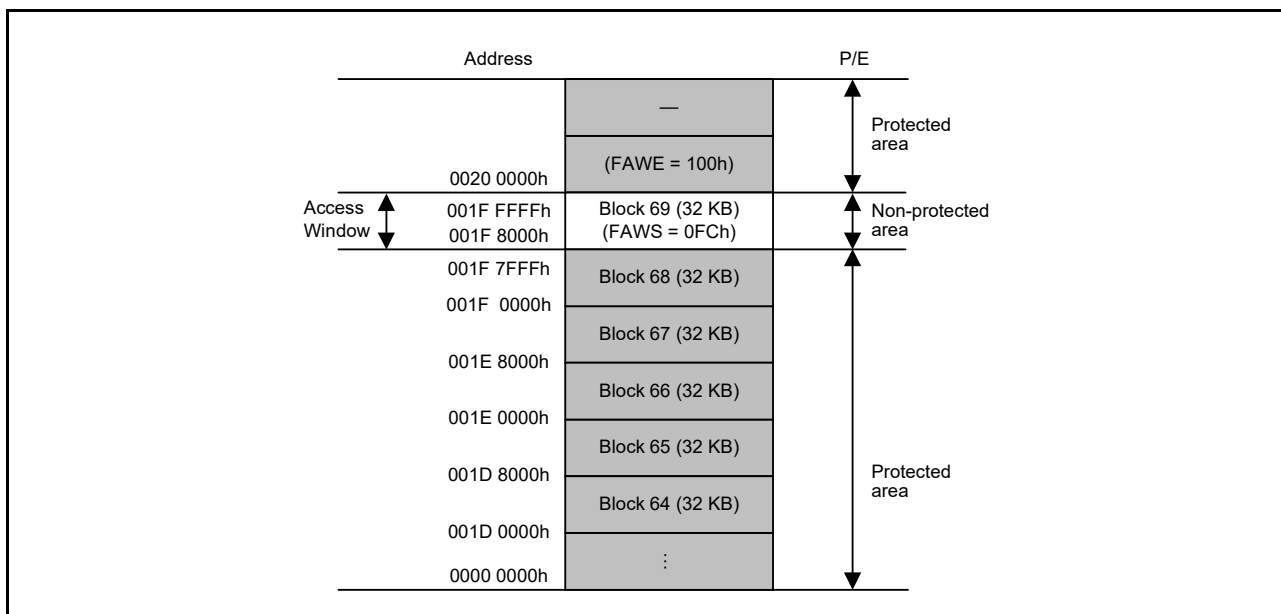 Address P/E
—
Protected
area
(FAWE = 100h)
0020 0000h
Access
Window
001F FFFFh
001F 8000h
Block 69 (32 KB)
(FAWS = 0FCh)
Non-protected
area
001F 7FFFh
Block 68 (32 KB)
001F 0000h
Block 67 (32 KB)
001E 8000h
Block 66 (32 KB)
001E 0000h
Block 65 (32 KB)
001D 8000h
Protected
area
Block 64 (32 KB)
001D 0000h
⋮
0000 0000h